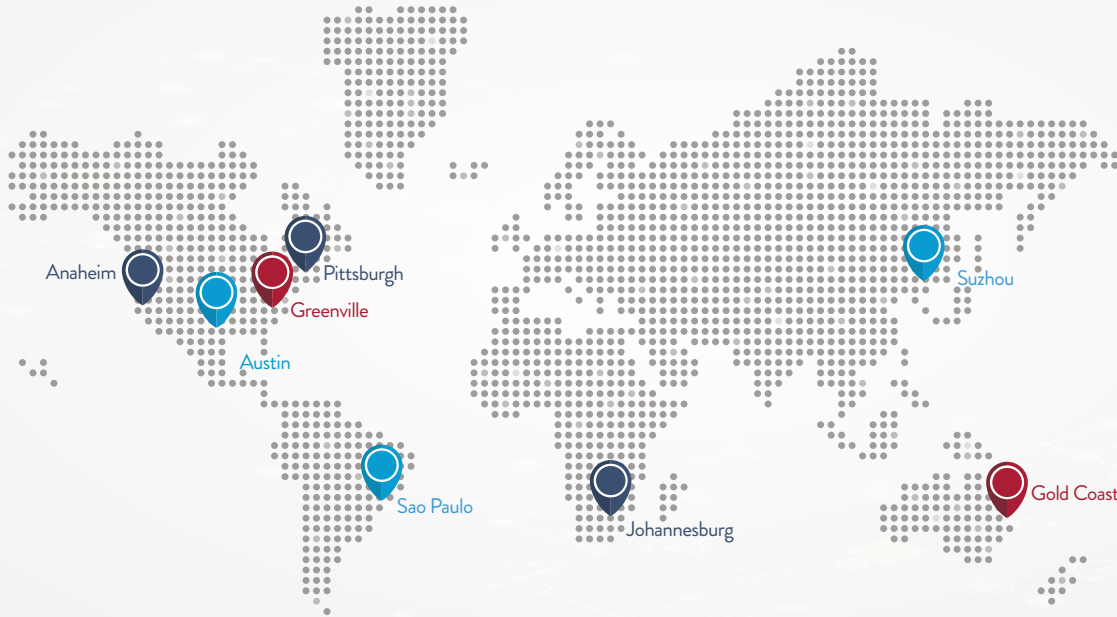 Anaheim
Pittsburgh
Greenville
Austin
Suzhou
Sao Paulo
Johannesburg
Gold Coast